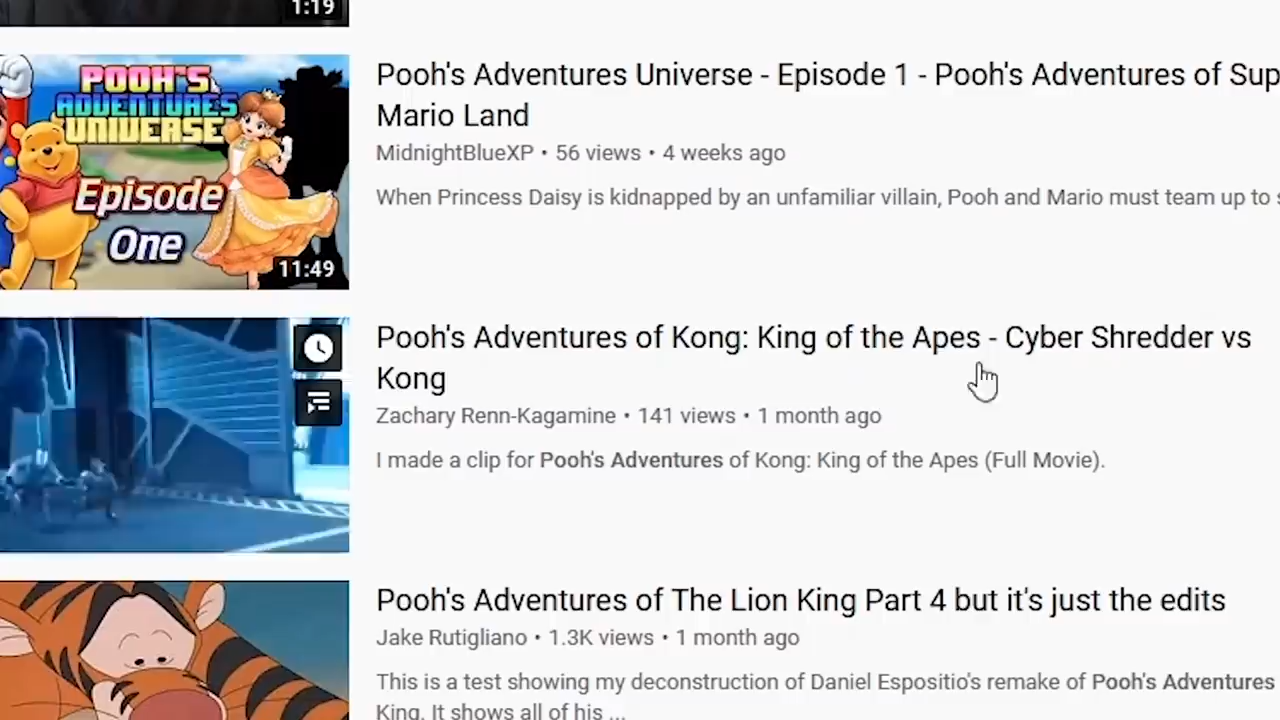 1:19
POOH'S
ADVENTURES
UNIVERSE
Episode
One
11:49
Pooh's Adventures Universe - Episode 1 - Pooh's Adventures of Sup
Mario Land
MidnightBlueXP • 56 views • 4 weeks ago
When Princess Daisy is kidnapped by an unfamiliar villain, Pooh and Mario must team up to s
Pooh's Adventures of Kong: King of the Apes - Cyber Shredder vs
Kong
Zachary Renn-Kagamine • 141 views • 1 month ago
I made a clip for Pooh's Adventures of Kong: King of the Apes (Full Movie).
Pooh's Adventures of The Lion King Part 4 but it's just the edits
Jake Rutigliano • 1.3K views • 1 month ago
This is a test showing my deconstruction of Daniel Espositio's remake of Pooh's Adventures
King. It shows all of his ...